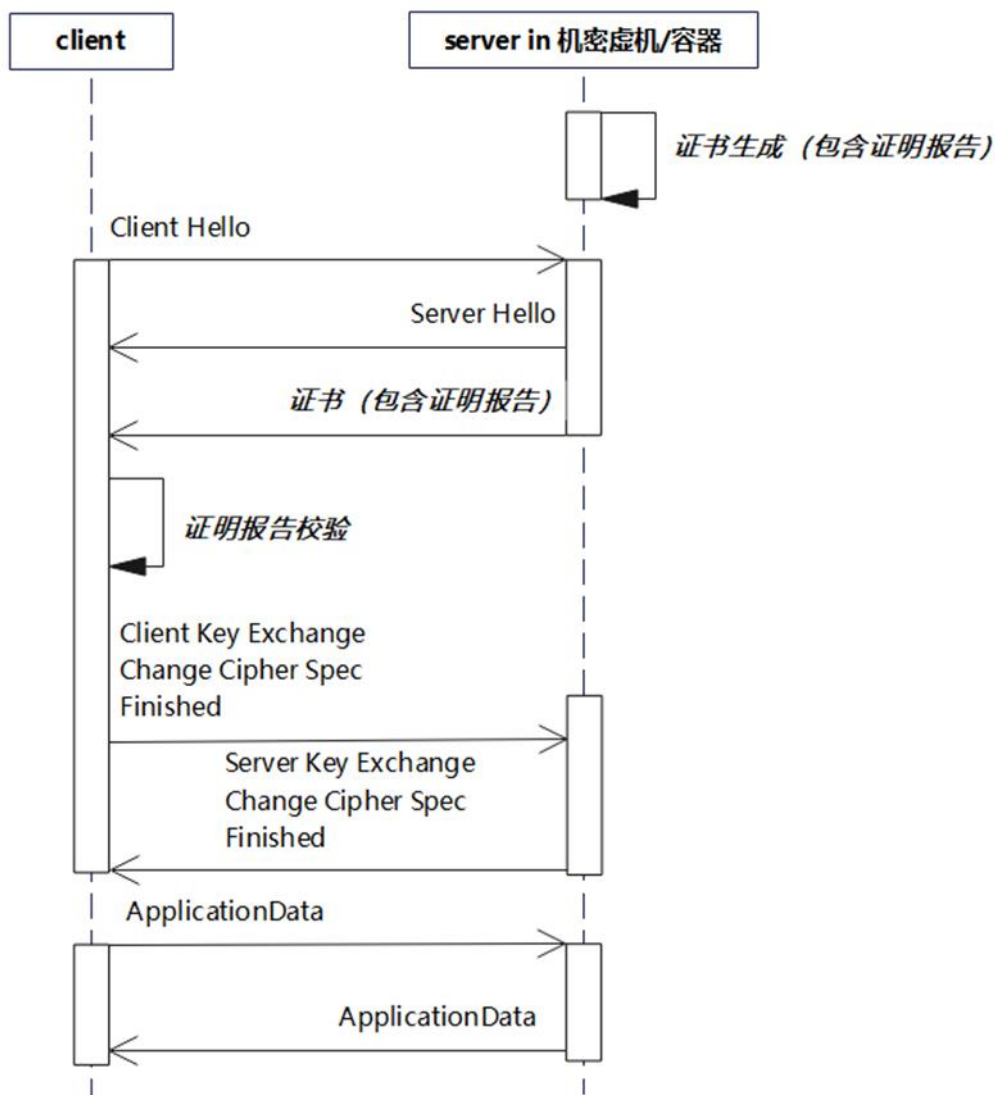 client
server in 机密虚机/容器
证书生成（包含证明报告）
Client Hello
Server Hello
证书（包含证明报告）
证明报告校验
Client Key Exchange
Change Cipher Spec
Finished
Server Key Exchange
Change Cipher Spec
Finished
ApplicationData
ApplicationData